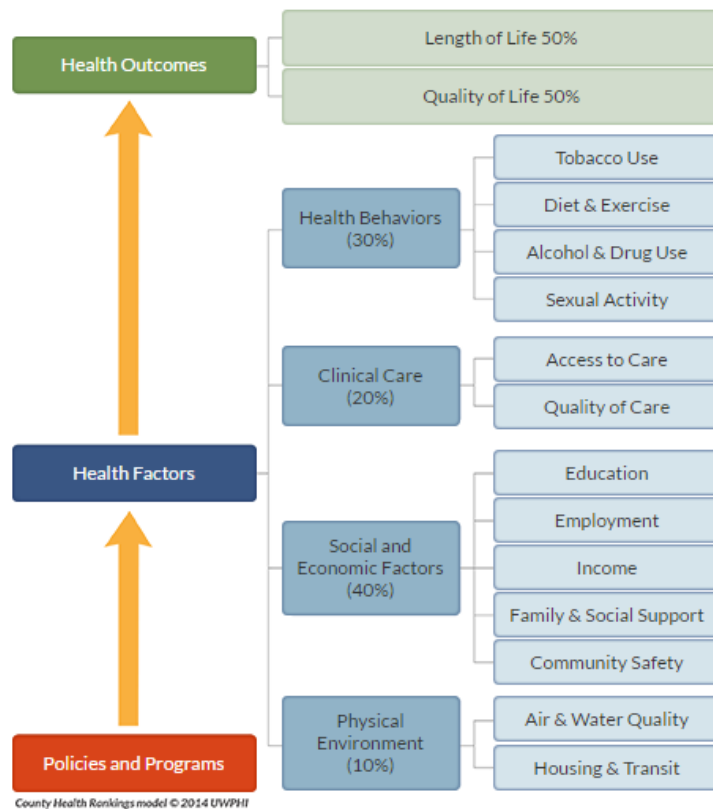 Health Outcomes
Length of Life 50%
Quality of Life 50%
Health Behaviors
(30%)
Tobacco Use
Diet & Exercise
Alcohol & Drug Use
Sexual Activity
Clinical Care
(20%)
Access to Care
Quality of Care
Health Factors
Social and
Economic Factors
(40%)
Education
Employment
Income
Family & Social Support
Community Safety
Physical
Environment
(10%)
Air & Water Quality
Housing & Transit
Policies and Programs
County Health Rankings model © 2014 UWPHI